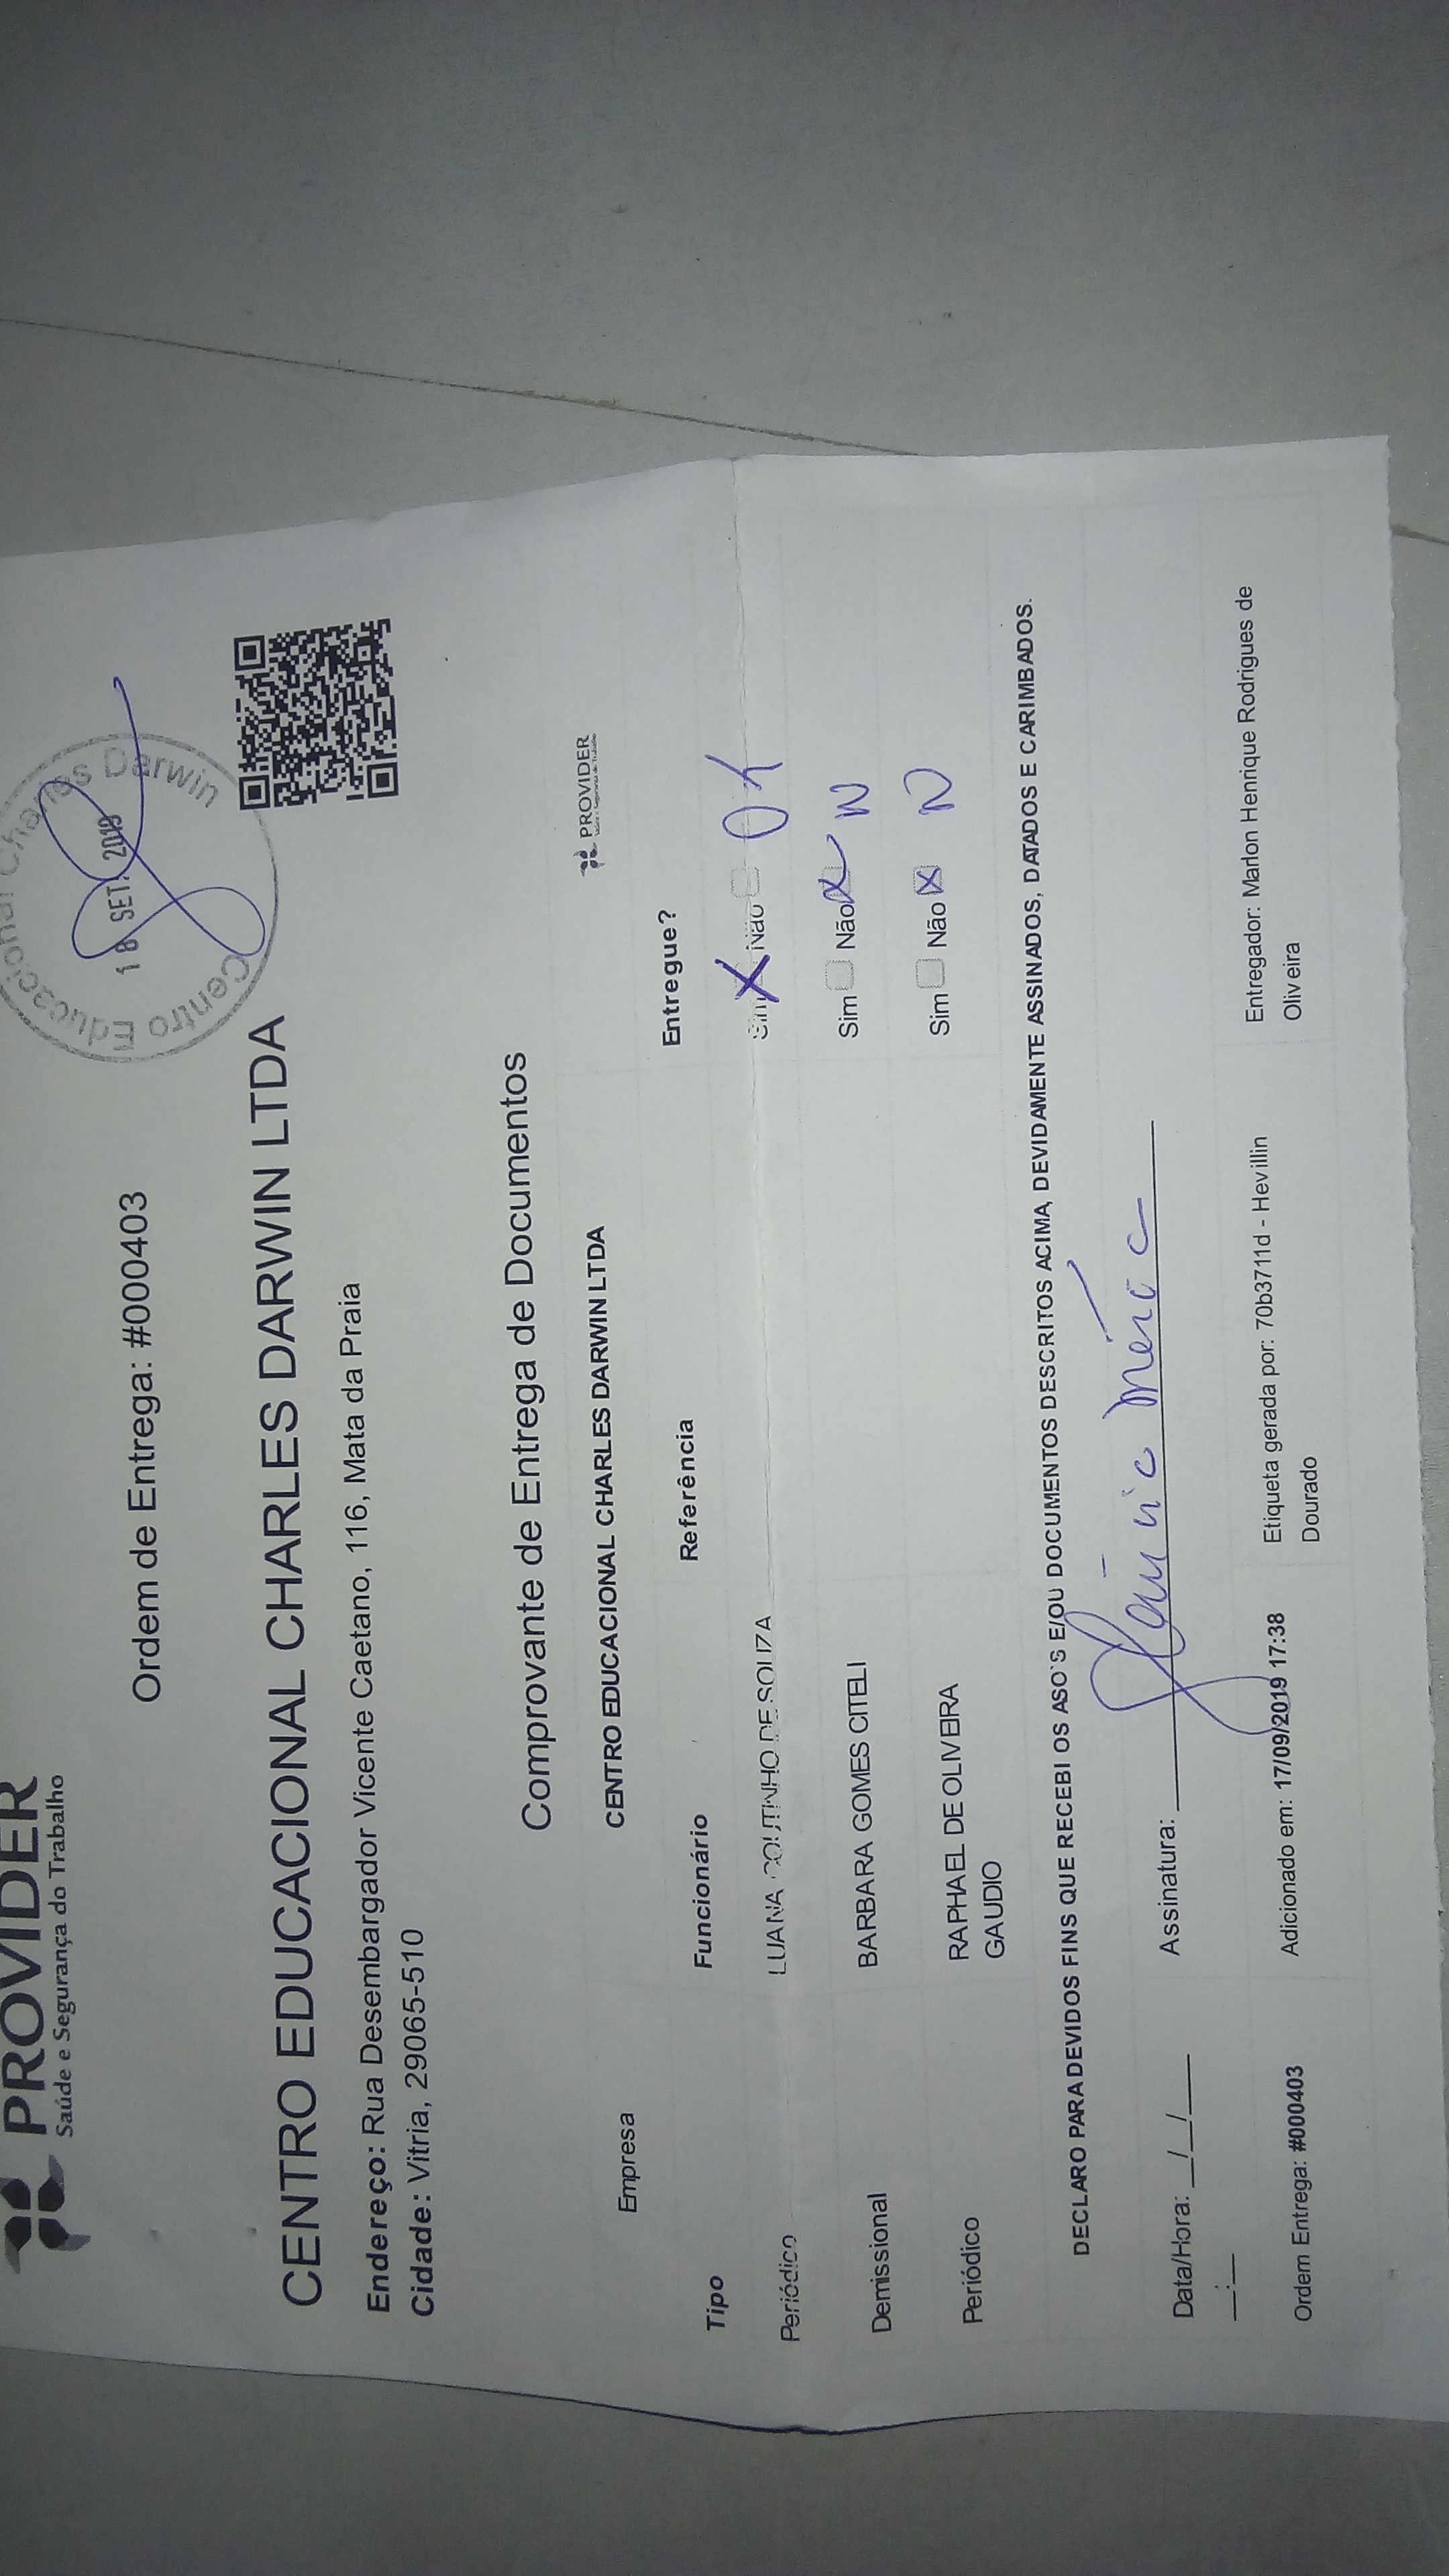 PROVIDER
Saúde e Segurança do Trabalho
Centro Educacional Charles Darwin
18 SET. 2019
Ordem de Entrega: #000403
CENTRO EDUCACIONAL CHARLES DARWIN LTDA
Endereço: Rua Desembargador Vicente Caetano, 116, Mata da Praia
Cidade: Vitria, 29065-510
Comprovante de Entrega de Documentos
Empresa CENTRO EDUCACIONAL CHARLES DARWIN LTDA PROVIDER
Tipo Funcionário Referência Entregue?
Periódico LUANA COUTINHO DE SOUZA Sim X Não OK
Demissional BARBARA GOMES CITELI Sim Não X N
Periódico RAPHAEL DE OLIVEIRA Sim Não X N
GAUDIO
DECLARO PARA DEVIDOS FINS QUE RECEBI OS ASO'S E/OU DOCUMENTOS DESCRITOS ACIMA, DEVIDAMENTE ASSINADOS, DATADOS E CARIMBADOS.
Data/Hora: __/__/___ Assinatura:
__:__
Ordem Entrega: #000403 Adicionado em: 17/09/2019 17:38 Etiqueta gerada por: 70b3711d - Hevillin Entregador: Marlon Henrique Rodrigues de
Dourado Oliveira